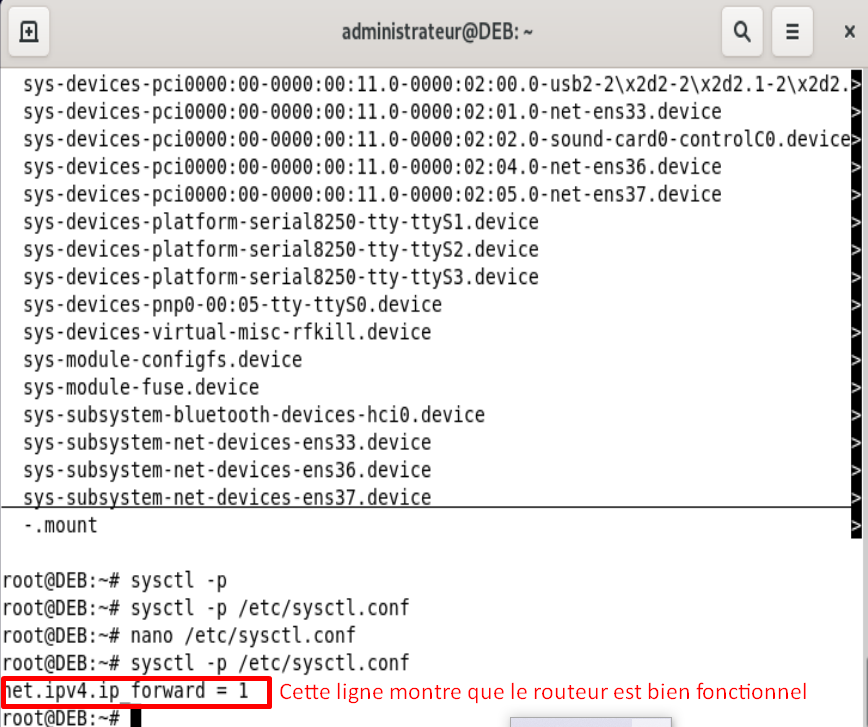 administrateur@DEB: ~
sys-devices-pci0000:00-0000:00:11.0-0000:02:00.0-usb2-2\x2d2-2\x2d2.1-2\x2d2.>
sys-devices-pci0000:00-0000:00:11.0-0000:02:01.0-net-ens33.device >
sys-devices-pci0000:00-0000:00:11.0-0000:02:02.0-sound-card0-controlC0.device>
sys-devices-pci0000:00-0000:00:11.0-0000:02:04.0-net-ens36.device >
sys-devices-pci0000:00-0000:00:11.0-0000:02:05.0-net-ens37.device >
sys-devices-platform-serial8250-tty-ttyS1.device >
sys-devices-platform-serial8250-tty-ttyS2.device >
sys-devices-platform-serial8250-tty-ttyS3.device >
sys-devices-pnp0-00:05-tty-ttyS0.device >
sys-devices-virtual-misc-rfkill.device >
sys-module-configfs.device >
sys-module-fuse.device >
sys-subsystem-bluetooth-devices-hci0.device >
sys-subsystem-net-devices-ens33.device >
sys-subsystem-net-devices-ens36.device >
sys-subsystem-net-devices-ens37.device >
-.mount >
root@DEB:~# sysctl -p
root@DEB:~# sysctl -p /etc/sysctl.conf
root@DEB:~# nano /etc/sysctl.conf
root@DEB:~# sysctl -p /etc/sysctl.conf
net.ipv4.ip_forward = 1 Cette ligne montre que le routeur est bien fonctionnel
root@DEB:~#